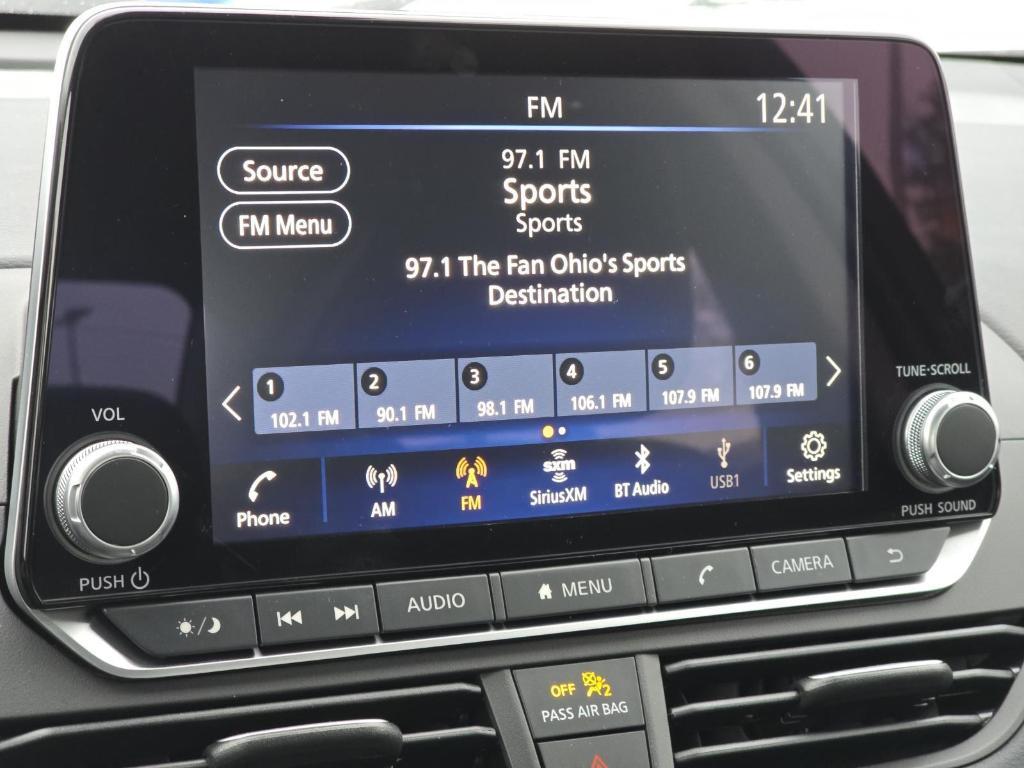 FM 12:41
Source
FM Menu
97.1 FM
Sports
Sports
97.1 The Fan Ohio's Sports
Destination
1 2 3 4 5 6
102.1 FM 90.1 FM 98.1 FM 106.1 FM 107.9 FM 107.9 FM
Phone AM FM sxm SiriusXM BT Audio USB1 Settings
VOL
PUSH
TUNE·SCROLL
PUSH SOUND
AUDIO MENU CAMERA
OFF 2
PASS AIR BAG